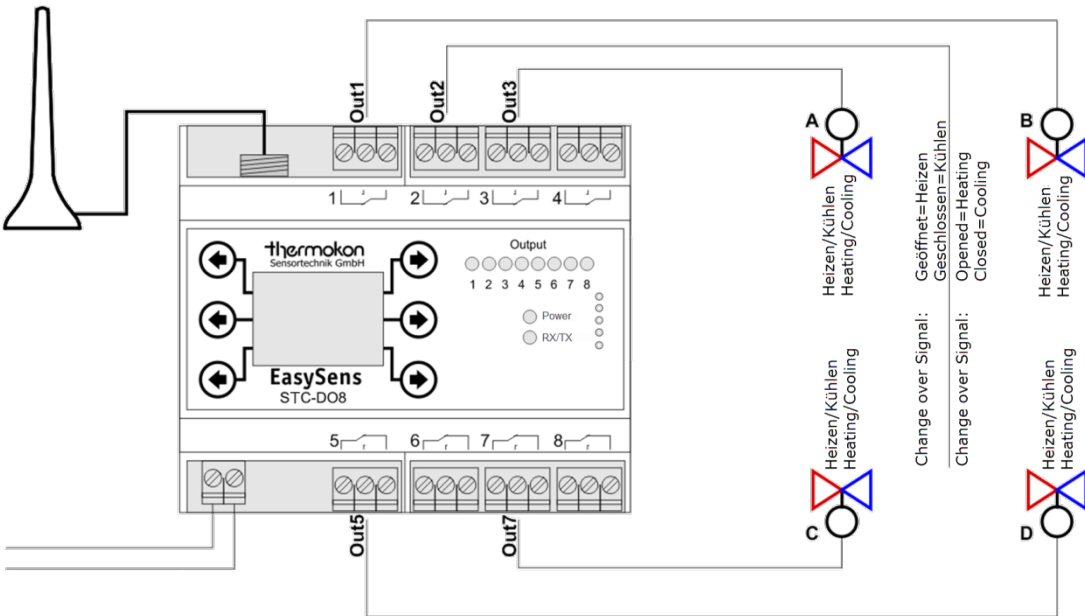 Out1
Out2
Out3
1
2
3
4
thermokon
Sensortechnik GmbH
Output
1 2 3 4 5 6 7 8
Power
RX/TX
EasySens
STC-DO8
5
6
7
8
Out5
Out7
A
Heizen/Kühlen
Heating/Cooling
B
Heizen/Kühlen
Heating/Cooling
Change over Signal: Geöffnet=Heizen
Geschlossen=Kühlen
Change over Signal: Opened=Heating
Closed=Cooling
Heizen/Kühlen
Heating/Cooling
C
Heizen/Kühlen
Heating/Cooling
D